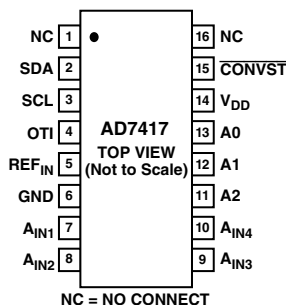 NC 1 16 NC
SDA 2 15 CONVST
SCL 3 14 VDD
OTI 4 AD7417 13 A0
TOP VIEW
REFIN 5 (Not to Scale) 12 A1
GND 6 11 A2
AIN1 7 10 AIN4
AIN2 8 9 AIN3
NC = NO CONNECT